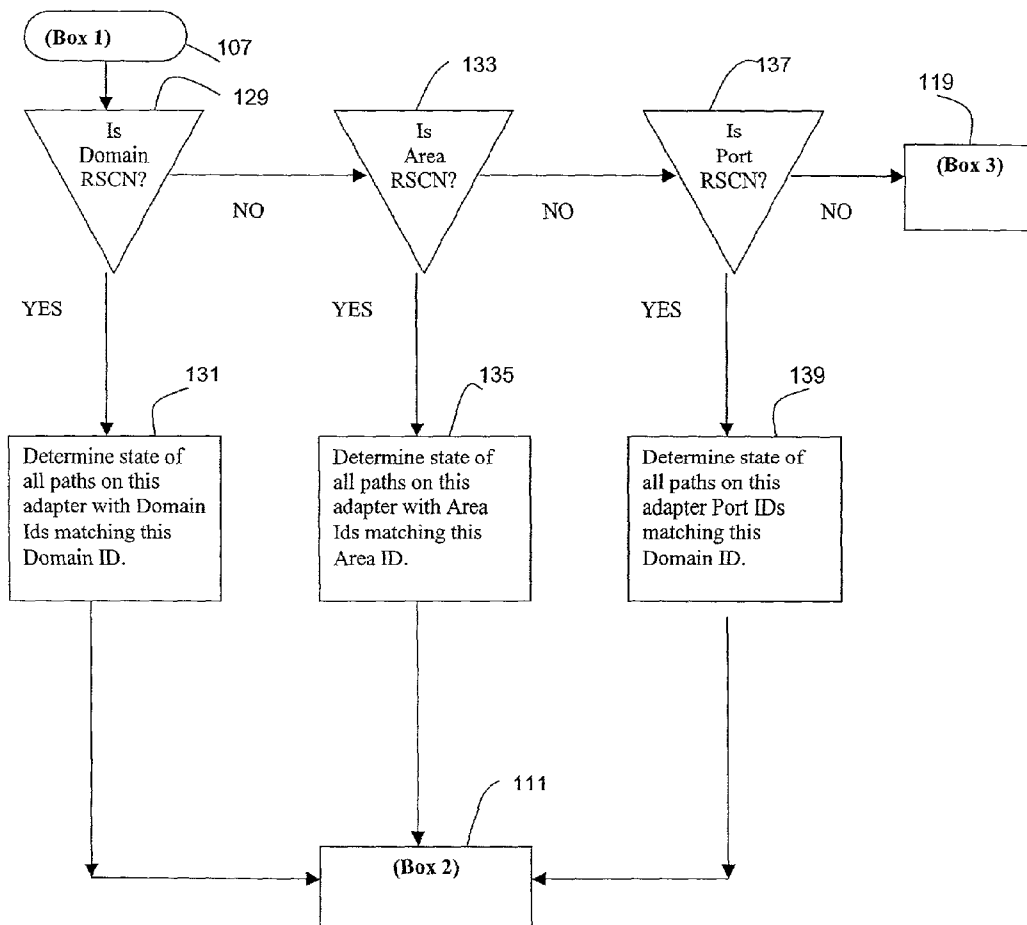 (Box 1)
107
129
133
137
119
Is
Domain
RSCN?
Is
Area
RSCN?
Is
Port
RSCN?
(Box 3)
NO
NO
NO
YES
YES
YES
131
135
139
Determine state of
all paths on this
adapter with Domain
Ids matching this
Domain ID.
Determine state of
all paths on this
adapter with Area
Ids matching this
Area ID.
Determine state of
all paths on this
adapter Port IDs
matching this
Domain ID.
111
(Box 2)